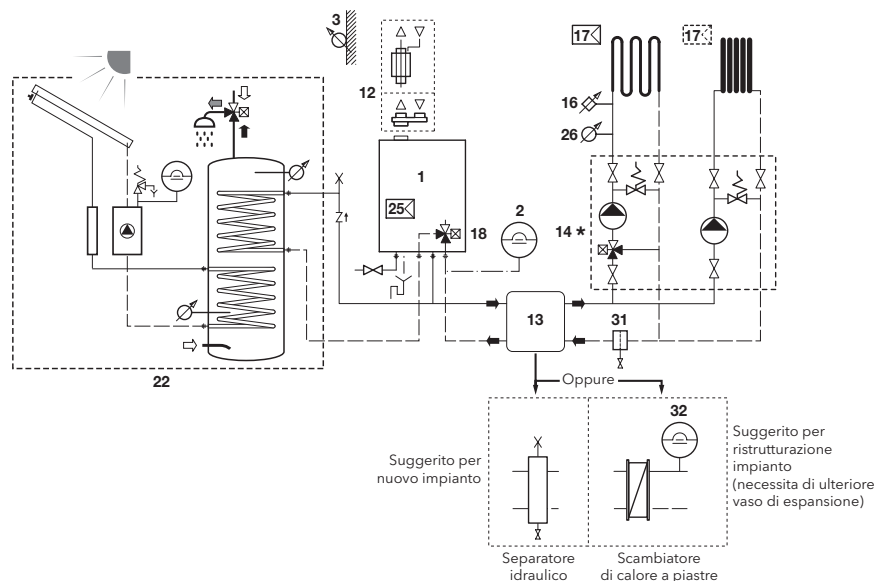 3
17
17
12
16
26
1
2
25
18
14 *
13
31
22
Oppure
32
Suggerito per
nuovo impianto
Suggerito per
ristrutturazione
impianto
(necessita di ulteriore
vaso di espansione)
Separatore
idraulico
Scambiatore
di calore a piastre